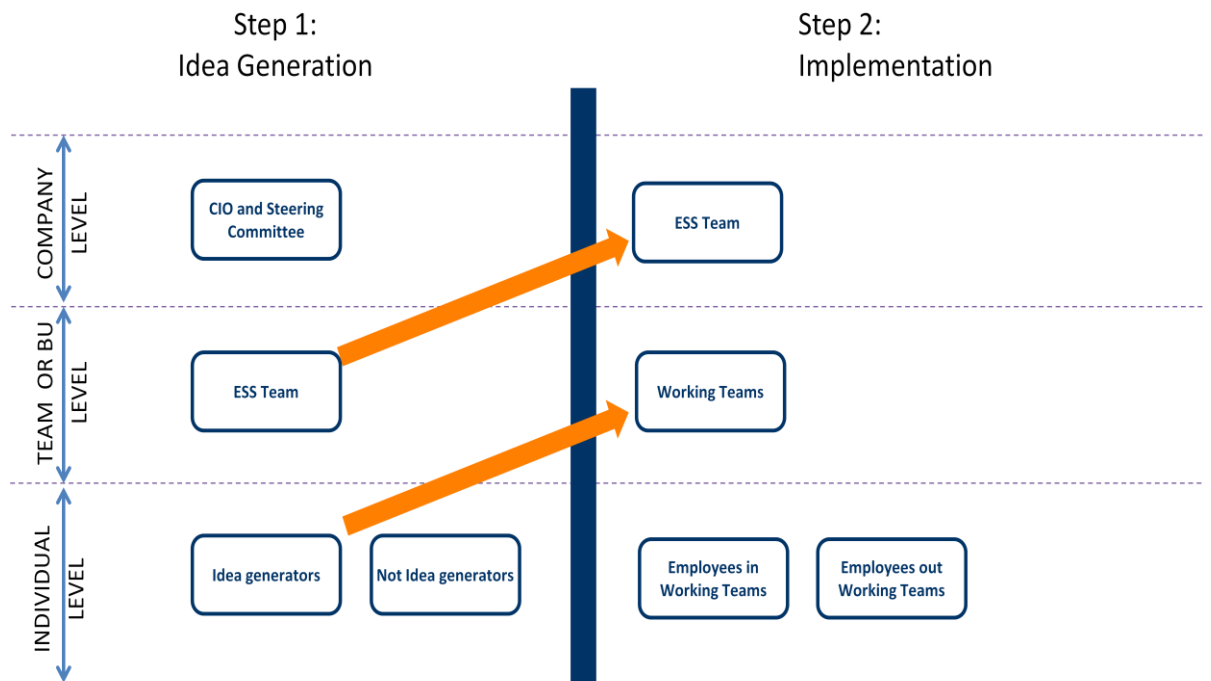 Step 1:
Idea Generation
Step 2:
Implementation
COMPANY
LEVEL
CIO and Steering
Committee
ESS Team
TEAM OR BU
LEVEL
ESS Team
Working Teams
INDIVIDUAL
LEVEL
Idea generators
Not Idea generators
Employees in
Working Teams
Employees out
Working Teams